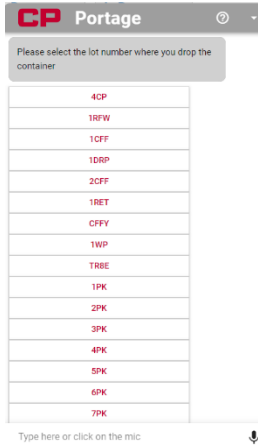 CP Portage
Please select the lot number where you drop the
container
4CP
1RFW
1CFF
1DRP
2CFF
1RET
CFFY
1WP
TRBE
1PK
2PK
3PK
4PK
5PK
6PK
7PK
Type here or click on the mic